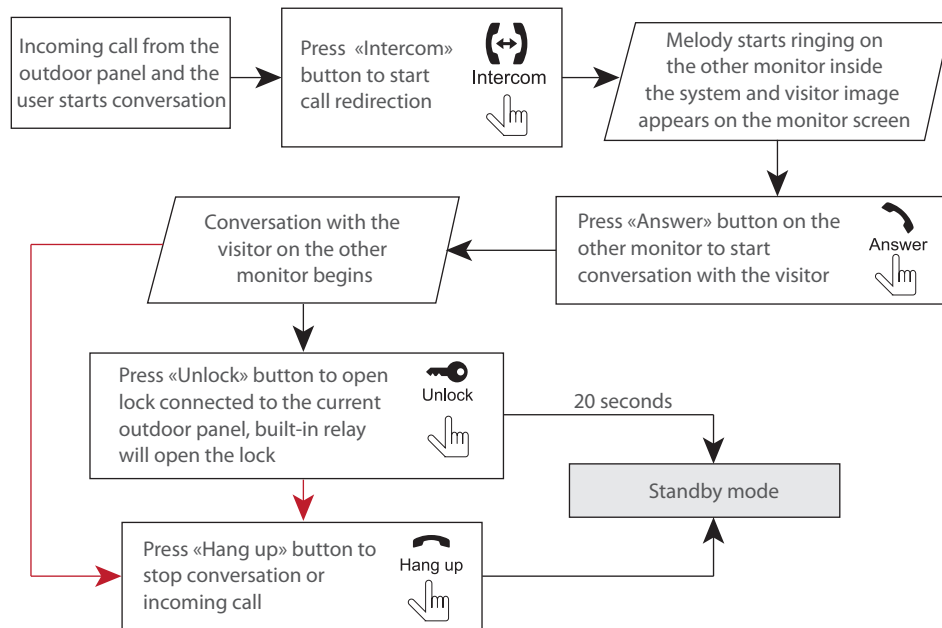 Incoming call from the
outdoor panel and the
user starts conversation
Press «Intercom»
button to start
call redirection
Intercom
Melody starts ringing on
the other monitor inside
the system and visitor image
appears on the monitor screen
Press «Answer» button on the
other monitor to start
conversation with the visitor
Answer
Conversation with the
visitor on the other
monitor begins
Press «Unlock» button to open
lock connected to the current
outdoor panel, built-in relay
will open the lock
Unlock
20 seconds
Standby mode
Press «Hang up» button to
stop conversation or
incoming call
Hang up